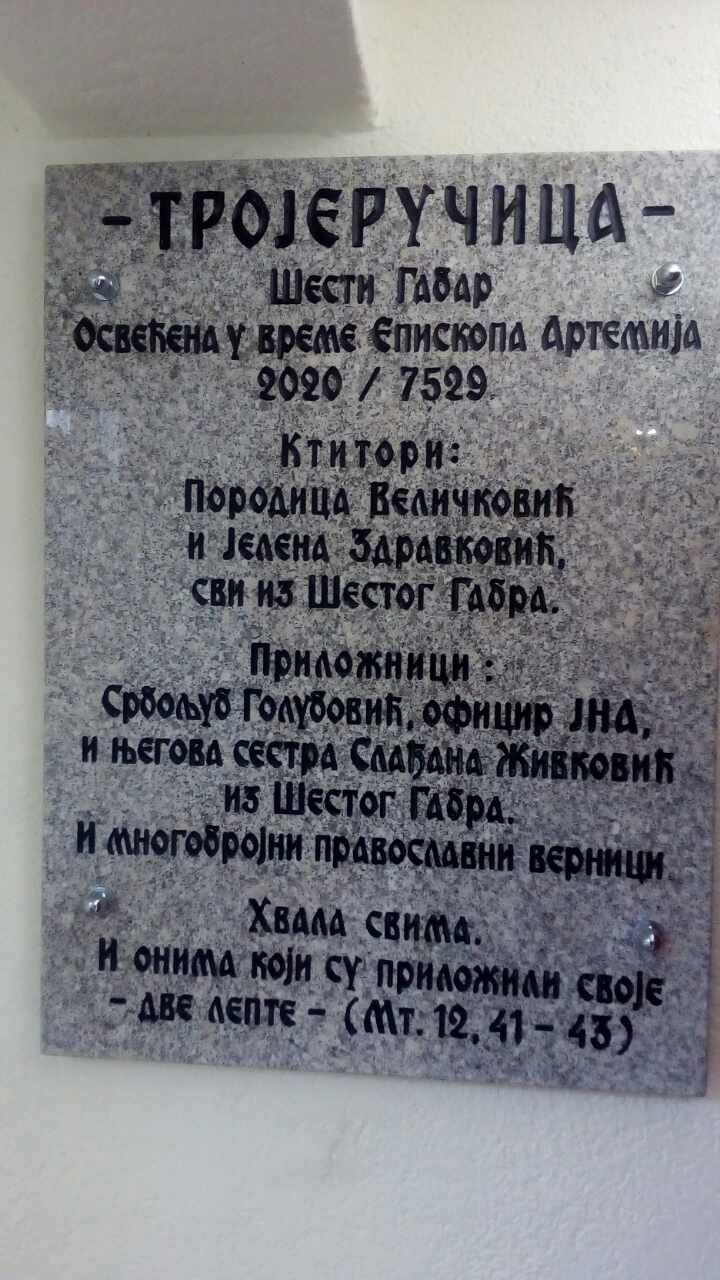 - ТРОЈЕРУЧИЦА -
Шести Габар
Освећена у време Епископа Артемија
2020 / 7529
Ктитори:
Породица Величковић
и Јелена Здравковић,
сви из Шестог Габра.
Приложници:
Србољуб Голубовић, официр ЈНА,
и његова сестра Слађана Живковић
из Шестог Габра.
И многобројни православни верници.
Хвала свима.
И онима који су приложили своје
- две лепте - (Мт. 12, 41 - 43)